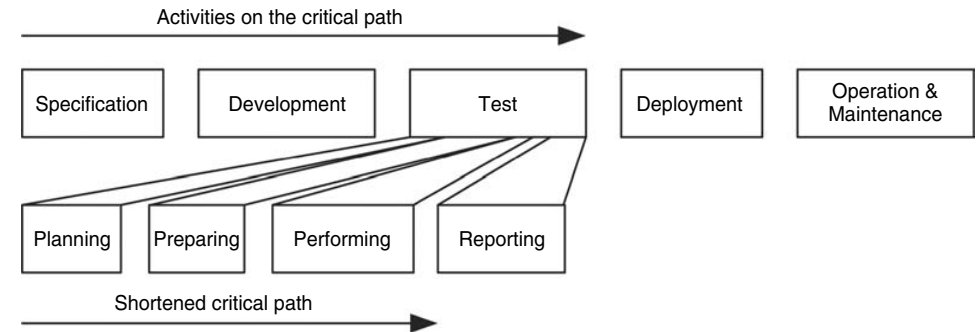 Activities on the critical path
Specification
Development
Test
Deployment
Operation &
Maintenance
Planning
Preparing
Performing
Reporting
Shortened critical path